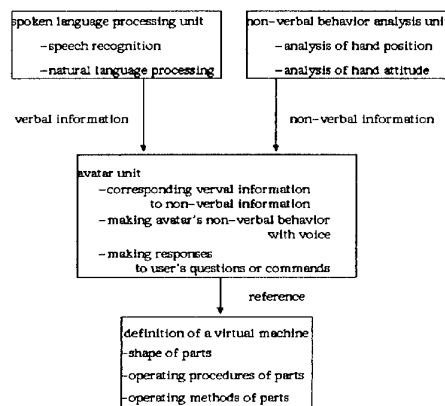 spoken language processing unit
-speech recognition
-natural language processing
non-verbal behavior analysis unit
-analysis of hand position
-analysis of hand attitude
verbal information
non-verbal information
avatar unit
-corresponding verval information
to non-verbal information
-making avatar's non-verbal behavior
with voice
-making responses
to user's questions or commands
reference
definition of a virtual machine
-shape of parts
-operating procedures of parts
-operating methods of parts